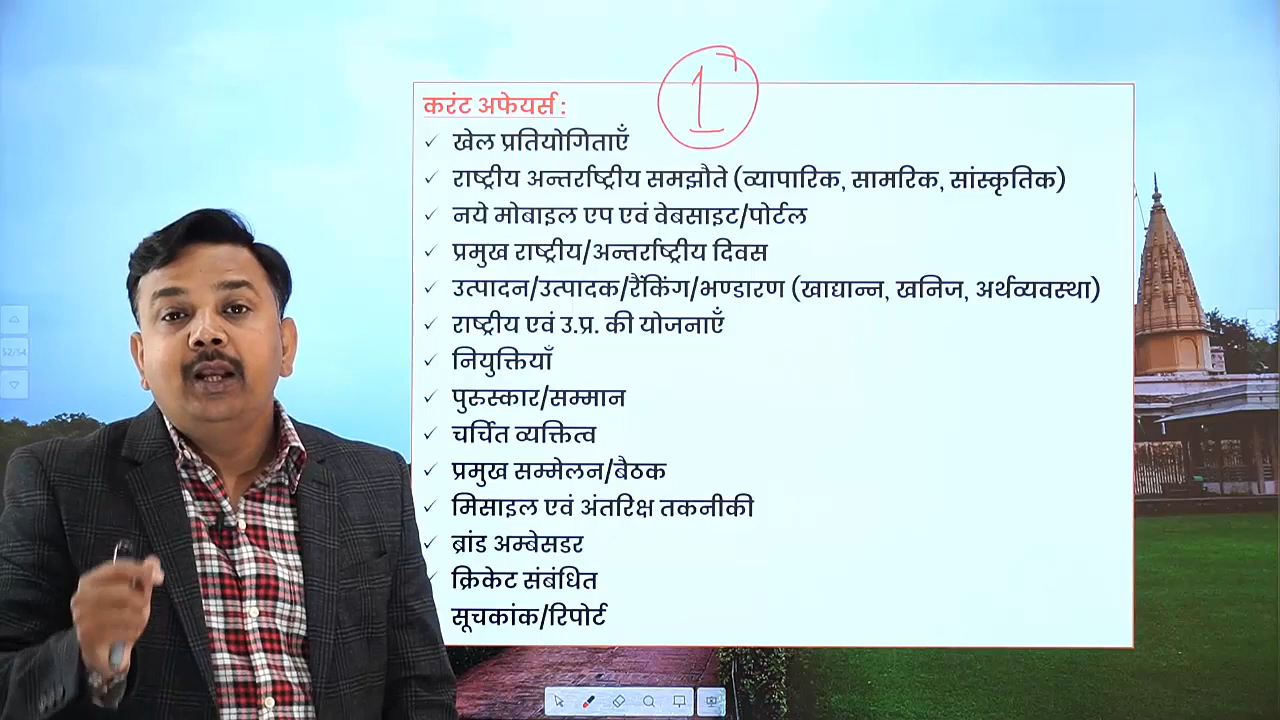 1
करंट अफेयर्स :
✓ खेल प्रतियोगिताएँ
✓ राष्ट्रीय अन्तर्राष्ट्रीय समझौते (व्यापारिक, सामरिक, सांस्कृतिक)
✓ नये मोबाइल एप एवं वेबसाइट/पोर्टल
✓ प्रमुख राष्ट्रीय/अन्तर्राष्ट्रीय दिवस
✓ उत्पादन/उत्पादक/रैंकिंग/भण्डारण (खाद्यान्न, खनिज, अर्थव्यवस्था)
✓ राष्ट्रीय एवं उ.प्र. की योजनाएँ
✓ नियुक्तियाँ
✓ पुरुस्कार/सम्मान
✓ चर्चित व्यक्तित्व
✓ प्रमुख सम्मेलन/बैठक
✓ मिसाइल एवं अंतरिक्ष तकनीकी
✓ ब्रांड अम्बेसडर
✓ क्रिकेट संबंधित
सूचकांक/रिपोर्ट
52/54